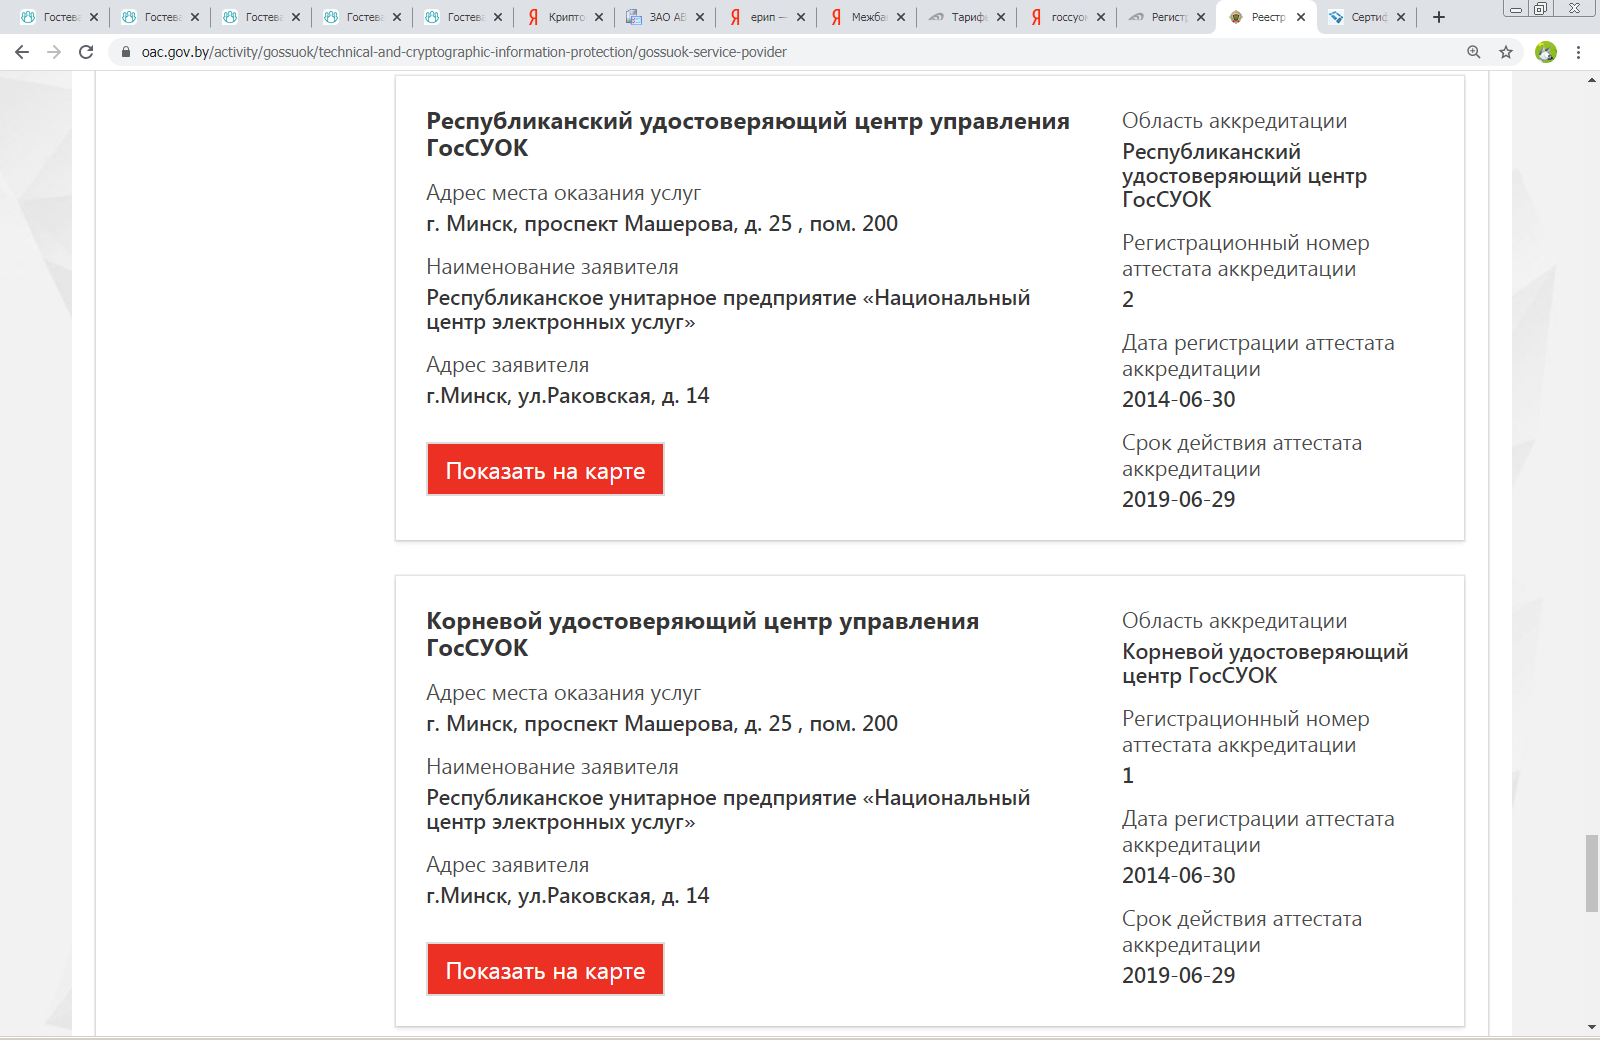 Гостева
Гостева
Гостева
Гостева
Гостева
Крипто
ЗАО АВ
ерип —
Межба
Тариф
госсуо
Регистр
Реестр
Сертиф
oac.gov.by/activity/gossuok/technical-and-cryptographic-information-protection/gossuok-service-povider
Республиканский удостоверяющий центр управления
ГосСУОК
Адрес места оказания услуг
г. Минск, проспект Машерова, д. 25 , пом. 200
Наименование заявителя
Республиканское унитарное предприятие «Национальный
центр электронных услуг»
Адрес заявителя
г.Минск, ул.Раковская, д. 14
Показать на карте
Область аккредитации
Республиканский
удостоверяющий центр
ГосСУОК
Регистрационный номер
аттестата аккредитации
2
Дата регистрации аттестата
аккредитации
2014-06-30
Срок действия аттестата
аккредитации
2019-06-29
Корневой удостоверяющий центр управления
ГосСУОК
Адрес места оказания услуг
г. Минск, проспект Машерова, д. 25 , пом. 200
Наименование заявителя
Республиканское унитарное предприятие «Национальный
центр электронных услуг»
Адрес заявителя
г.Минск, ул.Раковская, д. 14
Показать на карте
Область аккредитации
Корневой удостоверяющий
центр ГосСУОК
Регистрационный номер
аттестата аккредитации
1
Дата регистрации аттестата
аккредитации
2014-06-30
Срок действия аттестата
аккредитации
2019-06-29